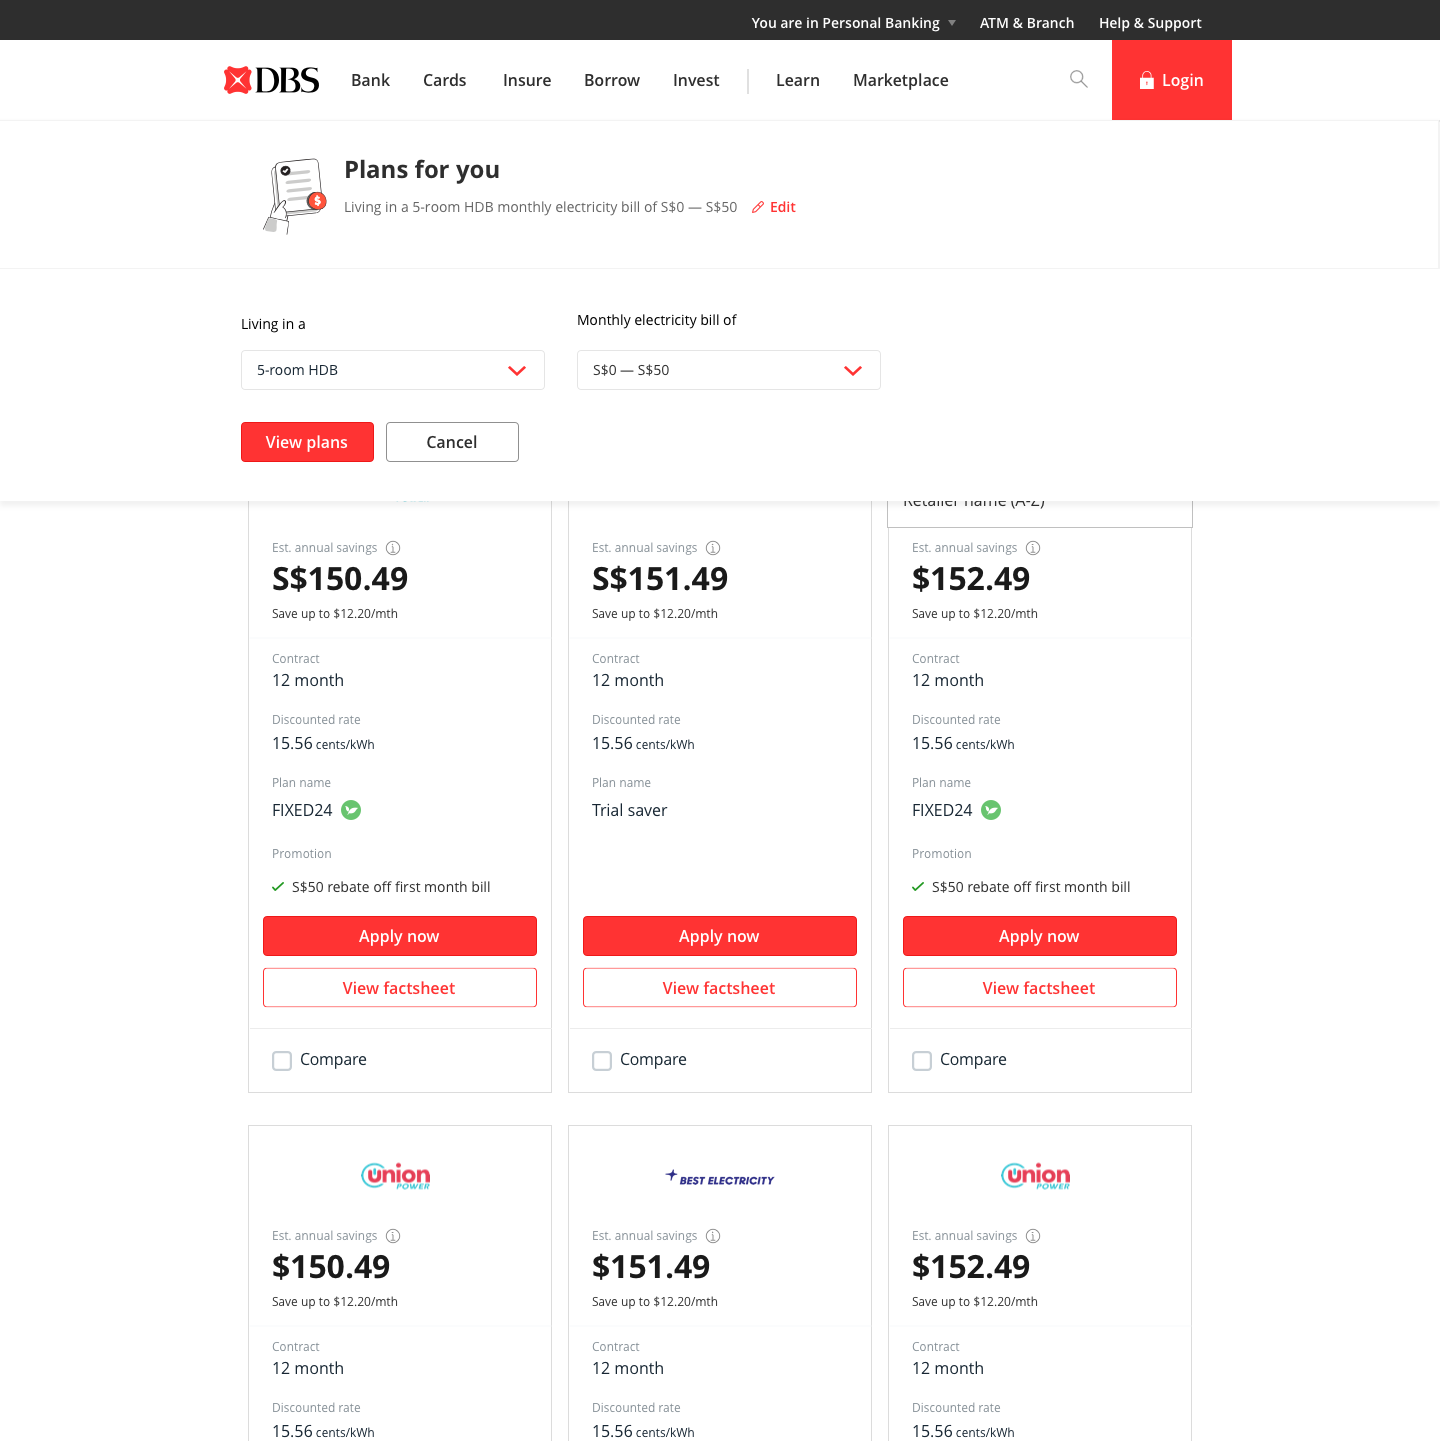 You are in Personal Banking ATM & Branch Help & Support
DBS Bank Cards Insure Borrow Invest Learn Marketplace Login
Plans for you
Living in a 5-room HDB monthly electricity bill of S$0 — S$50 Edit
Living in a Monthly electricity bill of
5-room HDB S$0 — S$50
View plans Cancel
Retailer name (A-Z)
Est. annual savings Est. annual savings Est. annual savings
S$150.49 S$151.49 $152.49
Save up to $12.20/mth Save up to $12.20/mth Save up to $12.20/mth
Contract Contract Contract
12 month 12 month 12 month
Discounted rate Discounted rate Discounted rate
15.56 cents/kWh 15.56 cents/kWh 15.56 cents/kWh
Plan name Plan name Plan name
FIXED24 Trial saver FIXED24
Promotion Promotion
S$50 rebate off first month bill S$50 rebate off first month bill
Apply now Apply now Apply now
View factsheet View factsheet View factsheet
Compare Compare Compare
union BEST ELECTRICITY union
POWER POWER
Est. annual savings Est. annual savings Est. annual savings
$150.49 $151.49 $152.49
Save up to $12.20/mth Save up to $12.20/mth Save up to $12.20/mth
Contract Contract Contract
12 month 12 month 12 month
Discounted rate Discounted rate Discounted rate
15.56 cents/kWh 15.56 cents/kWh 15.56 cents/kWh